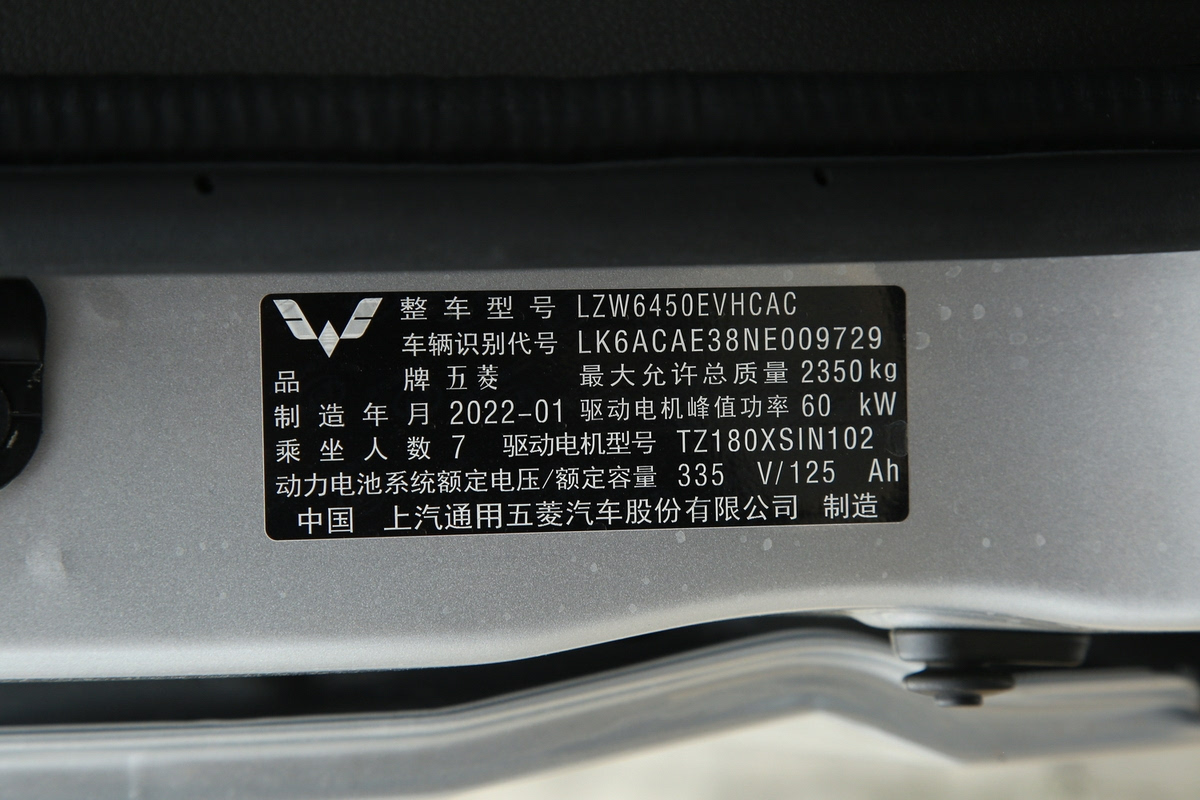 整车型号 LZW6450EVHCAC
车辆识别代号 LK6ACAE38NE009729
品牌 五菱 最大允许总质量 2350kg
制造年月 2022-01 驱动电机峰值功率 60 kW
乘坐人数 7 驱动电机型号 TZ180XSIN102
动力电池系统额定电压/额定容量 335 V/125 Ah
中国 上汽通用五菱汽车股份有限公司 制造